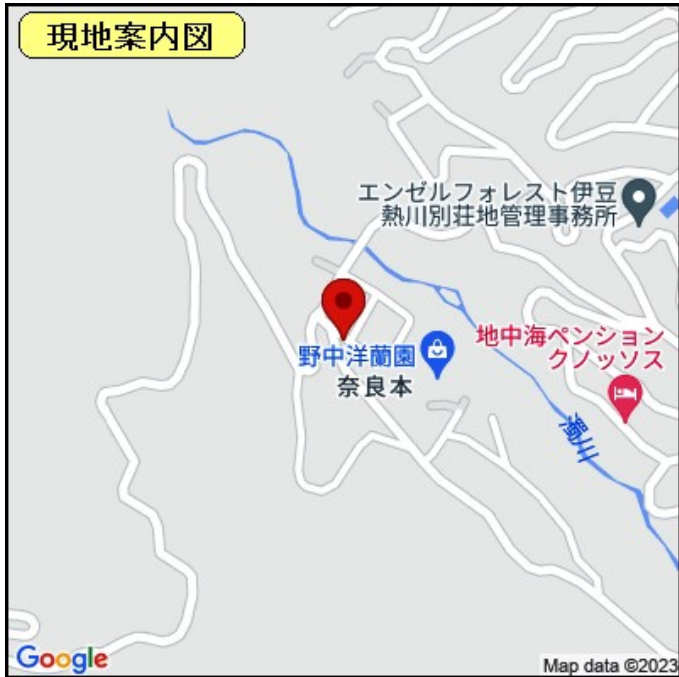 現地案内図
エンゼルフォレスト伊豆
熱川別荘地管理事務所
地中海ペンション
クノッソス
野中洋蘭園
奈良本
濁川
Google
Map data ©2023